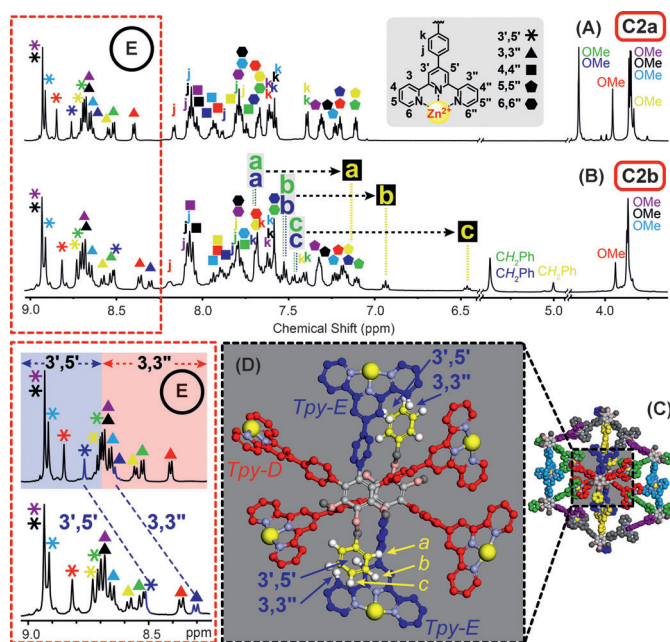 E
(A) C2a
k
j
3' 5'
3 3''
4 4''
5 N N N 5''
6 Zn²⁺ 6''
3',5'
3,3''
4,4''
5,5''
6,6''
OMe OMe
OMe OMe
OMe
OMe
OMe
j j j j k k k k k
(B) C2b
a
a a
b
b b
c
c c
OMe
OMe
OMe
OMe
CH₂Ph
CH₂Ph CH₂Ph
j j j j k k k k k
9.0 8.5 8.0 7.5 7.0 6.5 5.0 4.0
Chemical Shift (ppm)
3',5' 3,3''
E
3',5' 3,3''
9.0 8.5 ppm
(D)
Tpy-E
3',5'
3,3''
Tpy-D
a
b
c
3',5'
3,3''
Tpy-E
(C)